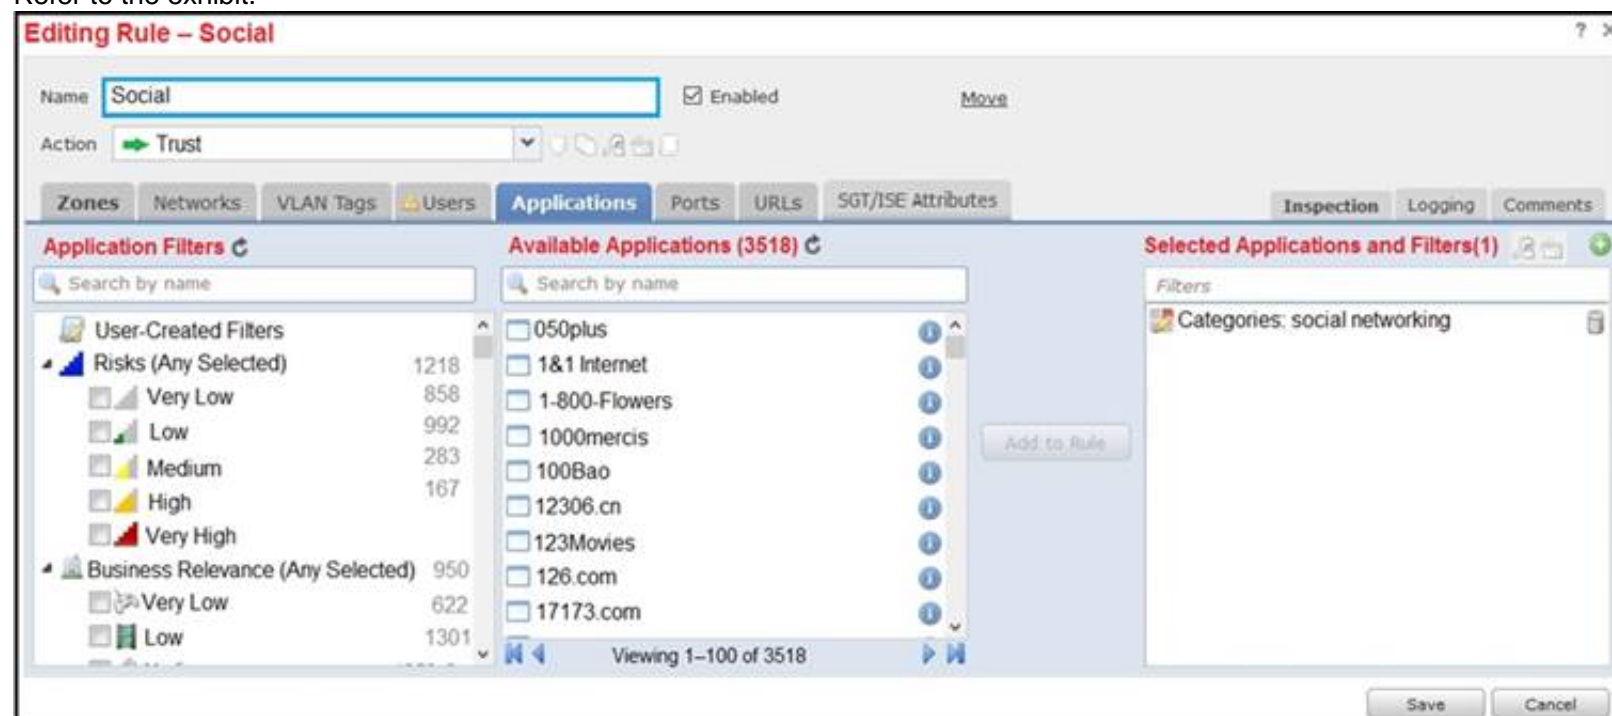 Refer to the exhibit.
Editing Rule – Social
?
Name Social Enabled Move
Action Trust
Zones Networks VLAN Tags Users Applications Ports URLs SGT/ISE Attributes Inspection Logging Comments
Application Filters
Search by name
User-Created Filters
Risks (Any Selected) 1218
Very Low 858
Low 992
Medium 283
High 167
Very High
Business Relevance (Any Selected) 950
Very Low 622
Low 1301
Available Applications (3518)
Search by name
050plus
1&1 Internet
1-800-Flowers
1000mercis
100Bao
12306.cn
123Movies
126.com
17173.com
Viewing 1–100 of 3518
Add to Rule
Selected Applications and Filters(1)
Filters
Categories: social networking
Save Cancel